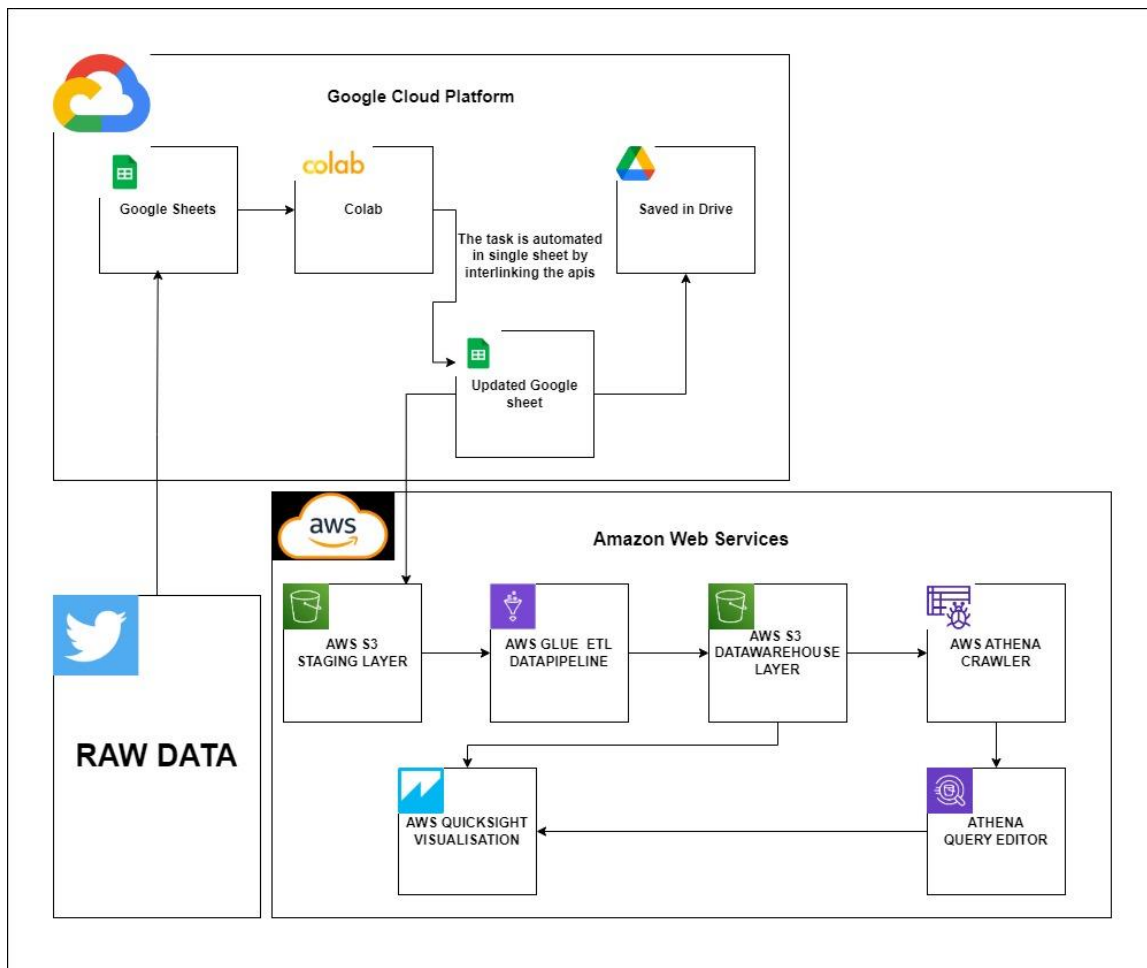 Google Cloud Platform
colab
Google Sheets
Colab
Saved in Drive
The task is automated
in single sheet by
interlinking the apis
Updated Google
sheet
aws
Amazon Web Services
AWS S3
STAGING LAYER
AWS GLUE ETL
DATAPIPELINE
AWS S3
DATAWAREHOUSE
LAYER
AWS ATHENA
CRAWLER
RAW DATA
AWS QUICKSIGHT
VISUALISATION
ATHENA
QUERY EDITOR